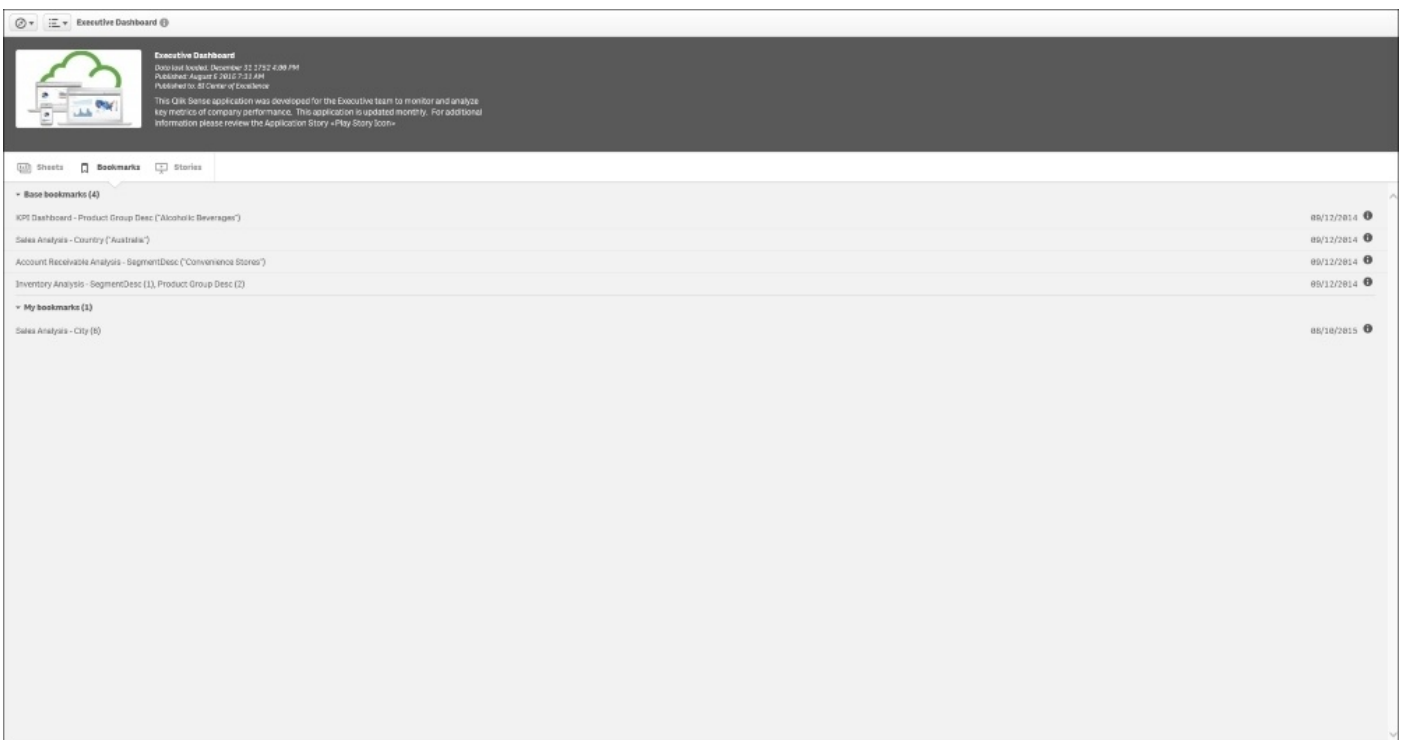 Executive Dashboard
Executive Dashboard
Data last loaded: December 31 1752 4:00 PM
Published: August 6 2015 7:33 AM
Published to: BI Center of Excellence
This Qlik Sense application was developed for the Executive team to monitor and analyze
key metrics of company performance. This application is updated monthly. For additional
information please review the Application Story <Play Story Icon>
Sheets Bookmarks Stories
Base bookmarks (4)
KPI Dashboard - Product Group Desc ("Alcoholic Beverages") 09/12/2014
Sales Analysis - Country ("Australia") 09/12/2014
Account Receivable Analysis - SegmentDesc ("Convenience Stores") 09/12/2014
Inventory Analysis - SegmentDesc (1), Product Group Desc (2) 09/12/2014
My bookmarks (1)
Sales Analysis - City (6) 08/10/2015